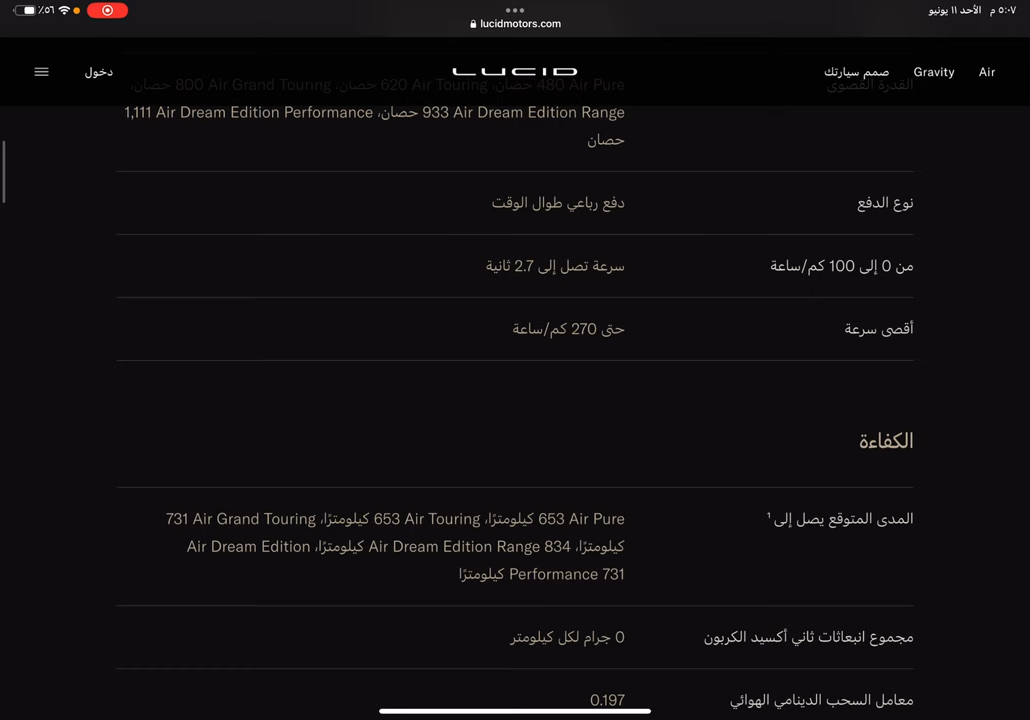 ٥:٠٧ م الأحد ١١ يونيو
٥٦٪
lucidmotors.com
Air Gravity صمم سيارتك
LUCID
دخول
القدرة القصوى
Air Pure 480 حصان، Air Touring 620 حصان، Air Grand Touring 800 حصان،
Air Dream Edition Range 933 حصان، Air Dream Edition Performance 1,111
حصان
نوع الدفع
دفع رباعي طوال الوقت
من 0 إلى 100 كم/ساعة
سرعة تصل إلى 2.7 ثانية
أقصى سرعة
حتى 270 كم/ساعة
الكفاءة
المدى المتوقع يصل إلى ¹
Air Pure 653 كيلومترًا، Air Touring 653 كيلومترًا، Air Grand Touring 731
كيلومترًا، Air Dream Edition Range 834 كيلومترًا، Air Dream Edition
Performance 731 كيلومترًا
مجموع انبعاثات ثاني أكسيد الكربون
0 جرام لكل كيلومتر
معامل السحب الدينامي الهوائي
0.197